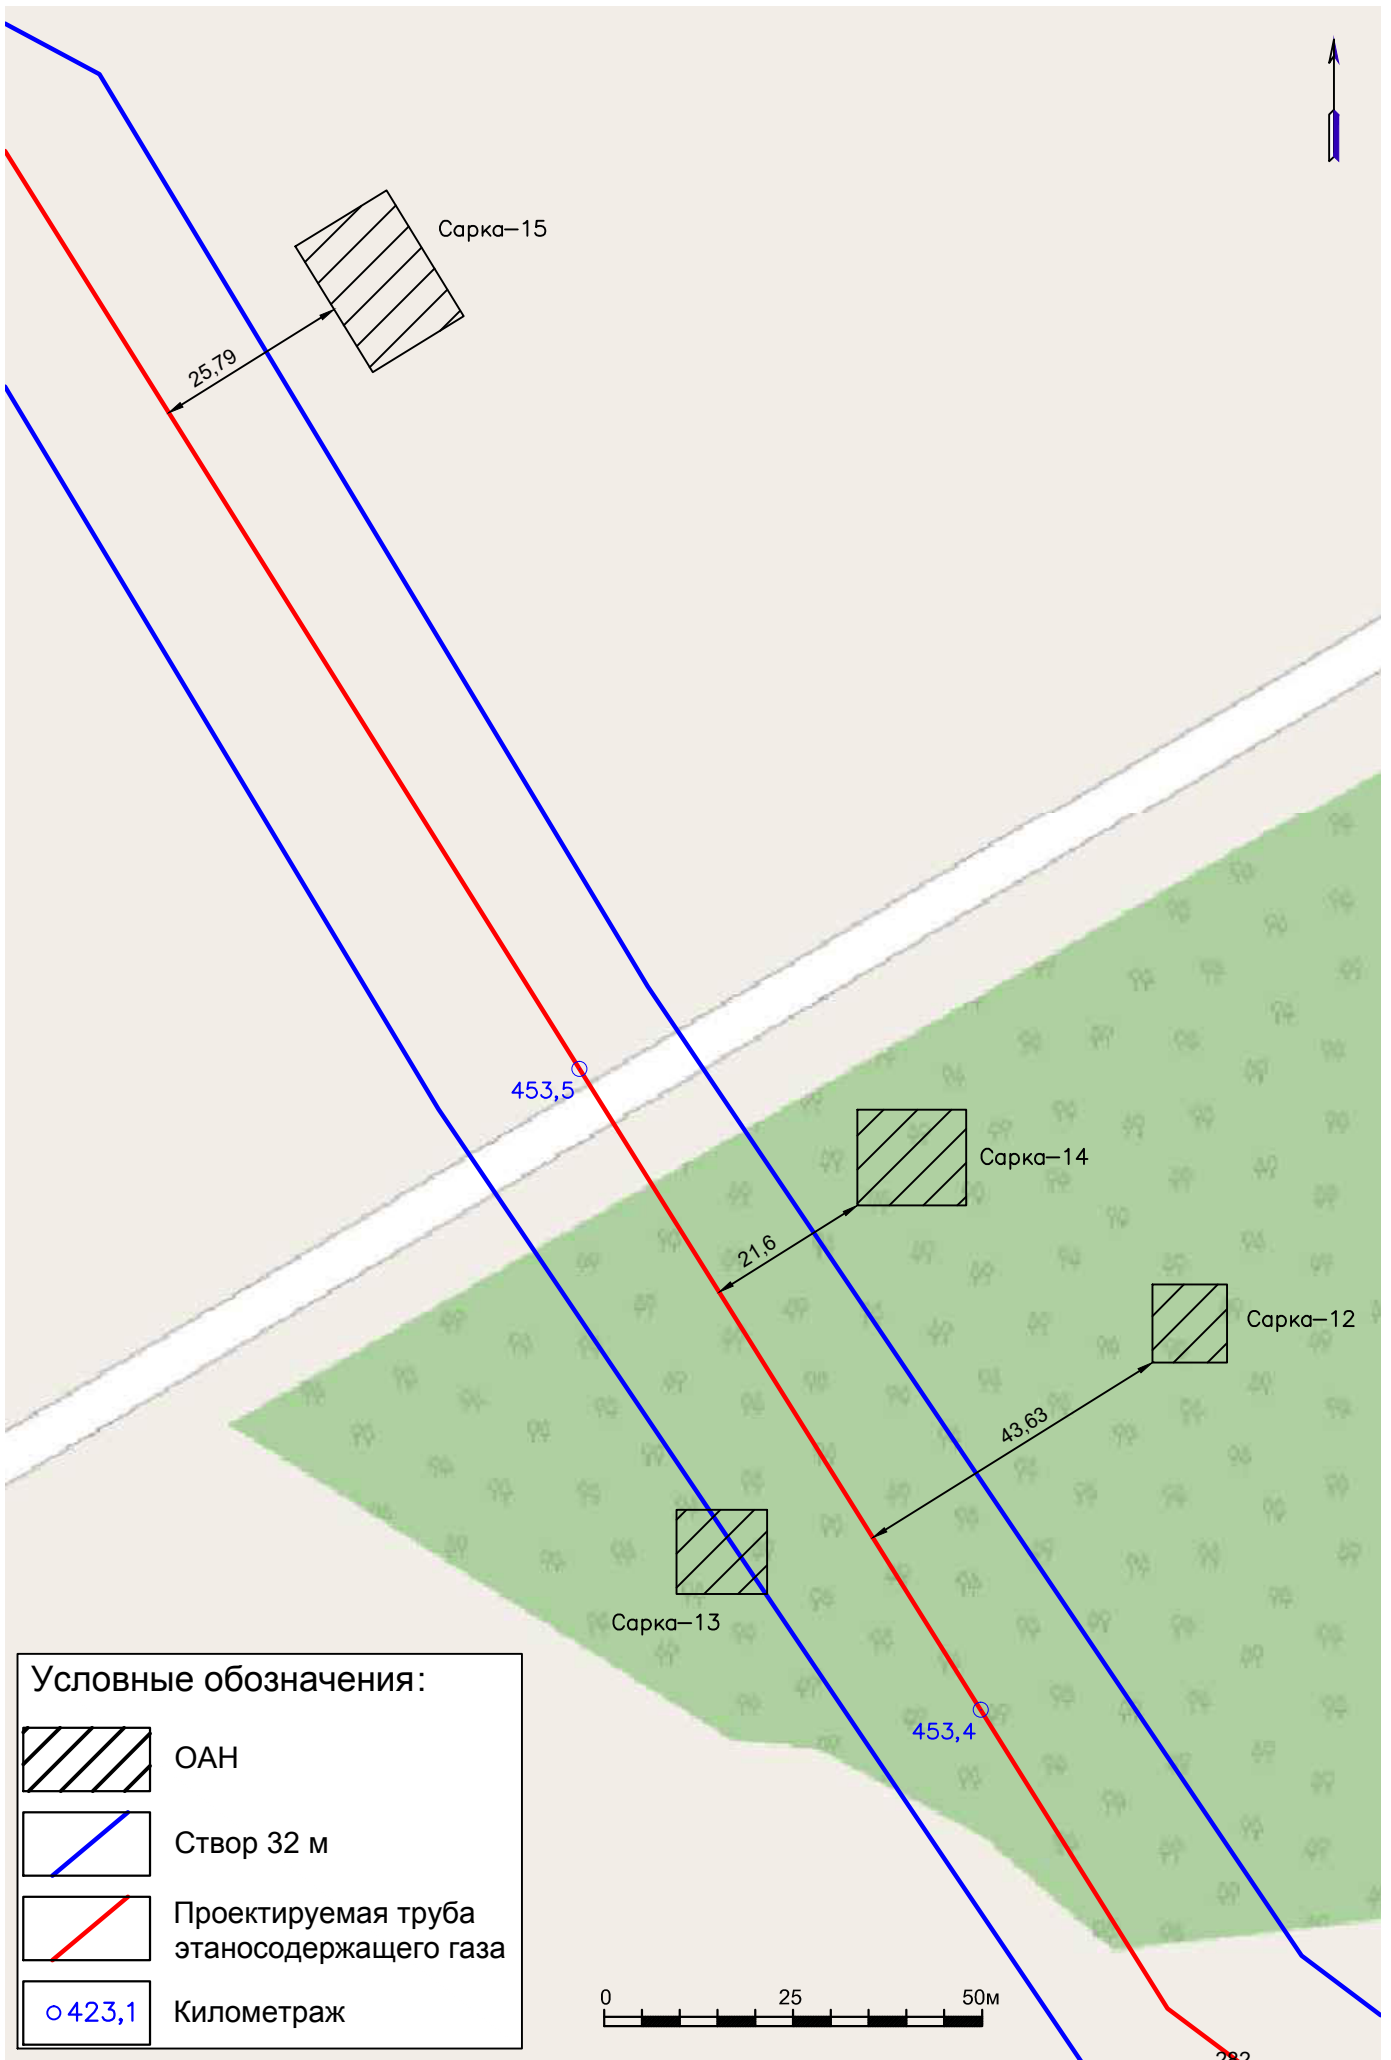 Сарка-15
25,79
453,5
Сарка-14
21,6
Сарка-12
43,63
Сарка-13
453,4
Условные обозначения:
ОАН
Створ 32 м
Проектируемая труба
этаносодержащего газа
423,1 Километраж
0 25 50м